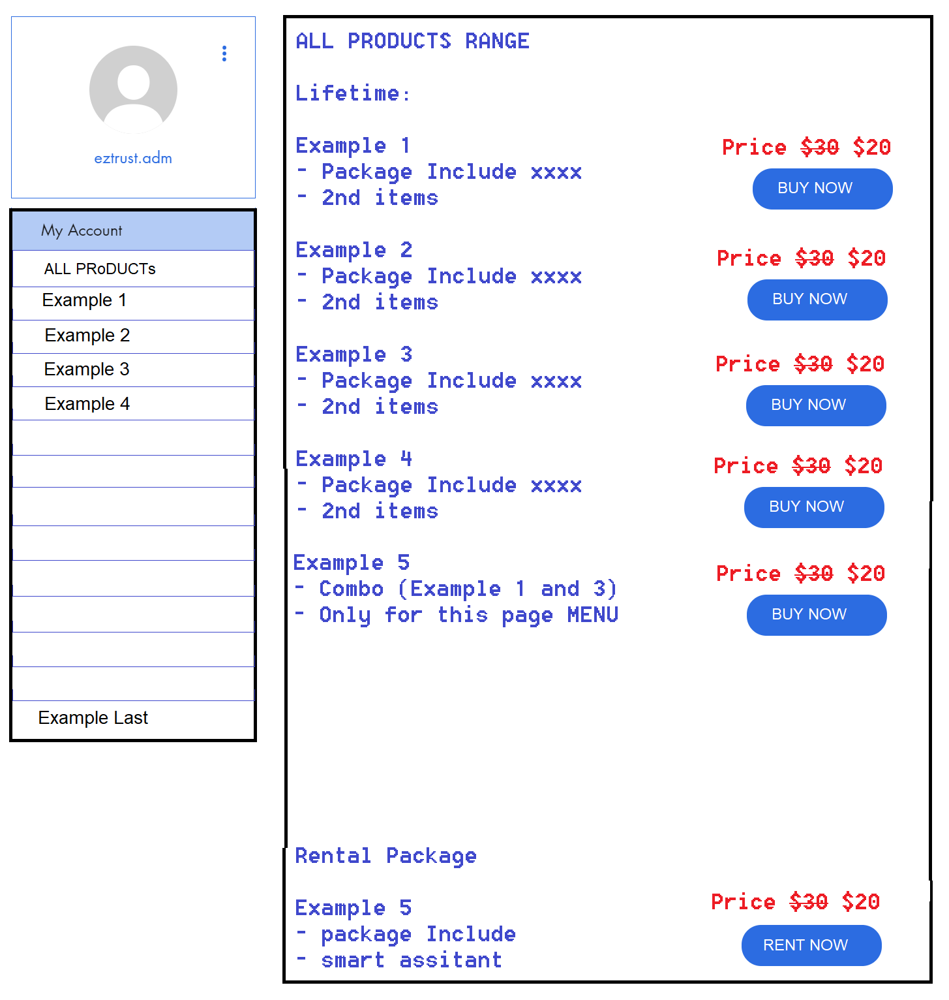 eztrust.adm
My Account
ALL PRoDUCTs
Example 1
Example 2
Example 3
Example 4
Example Last
ALL PRODUCTS RANGE
Lifetime:
Example 1
- Package Include xxxx
- 2nd items
Price $30 $20
BUY NOW
Example 2
- Package Include xxxx
- 2nd items
Price $30 $20
BUY NOW
Example 3
- Package Include xxxx
- 2nd items
Price $30 $20
BUY NOW
Example 4
- Package Include xxxx
- 2nd items
Price $30 $20
BUY NOW
Example 5
- Combo (Example 1 and 3)
- Only for this page MENU
Price $30 $20
BUY NOW
Rental Package
Example 5
- package Include
- smart assitant
Price $30 $20
RENT NOW